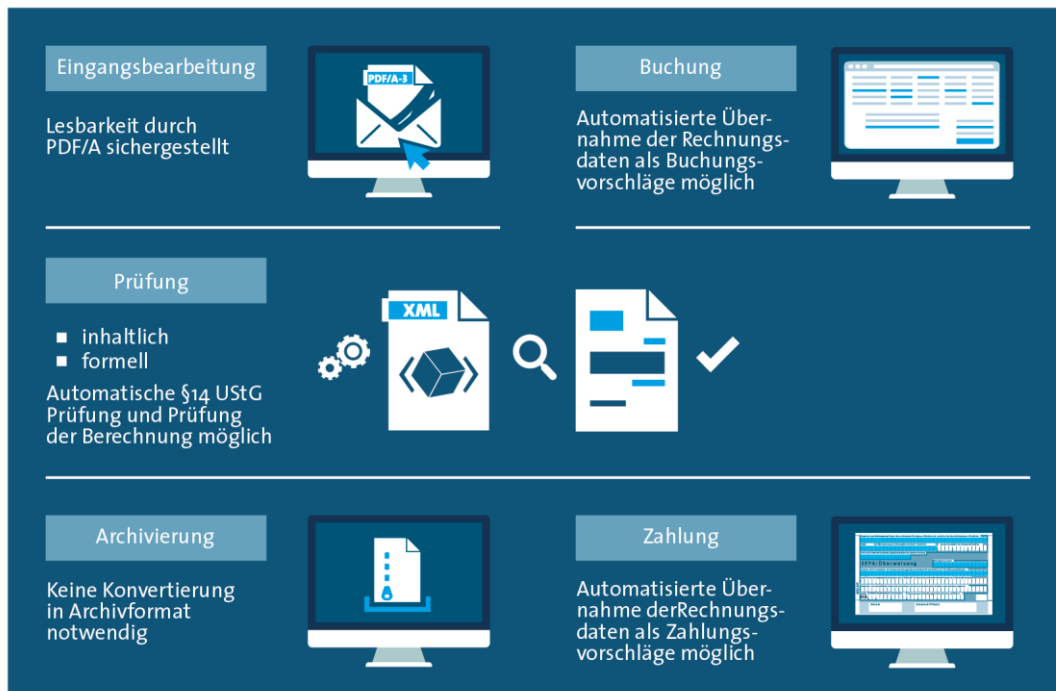 Eingangsbearbeitung
Lesbarkeit durch
PDF/A sichergestellt
PDF/A-3
Buchung
Automatisierte Über-
nahme der Rechnungs-
daten als Buchungs-
vorschläge möglich
Prüfung
■ inhaltlich
■ formell
Automatische §14 UStG
Prüfung und Prüfung
der Berechnung möglich
XML
Archivierung
Keine Konvertierung
in Archivformat
notwendig
Zahlung
Automatisierte Über-
nahme derRechnungs-
daten als Zahlungs-
vorschläge möglich
SEPA-Überweisung